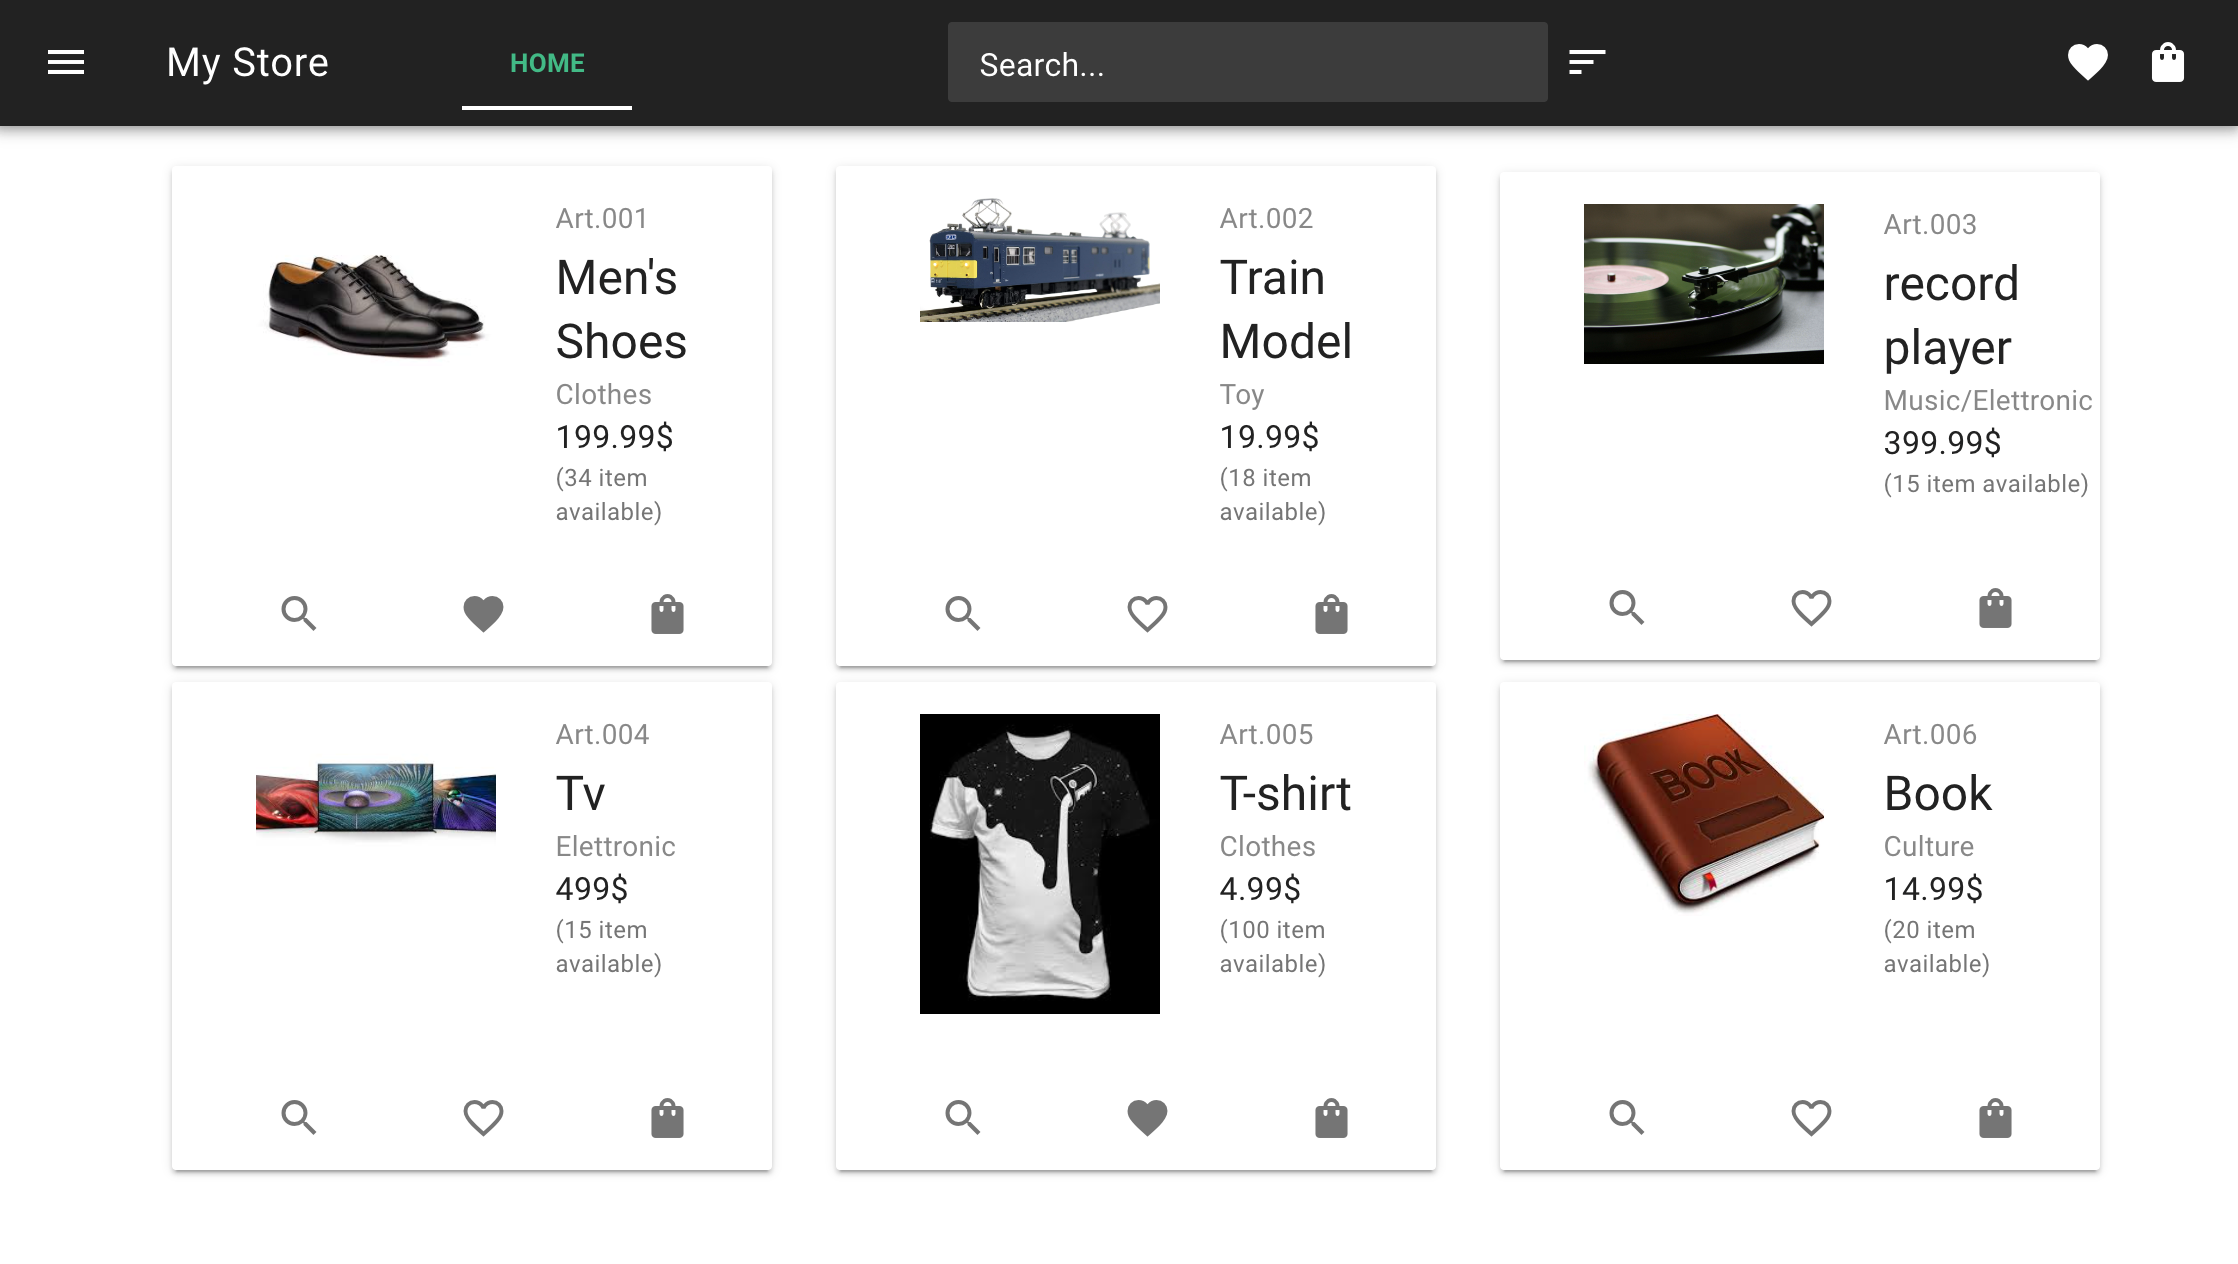 My Store
HOME
Search...
Art.001
Men's
Shoes
Clothes
199.99$
(34 item
available)
Art.002
Train
Model
Toy
19.99$
(18 item
available)
Art.003
record
player
Music/Elettronic
399.99$
(15 item available)
Art.004
Tv
Elettronic
499$
(15 item
available)
Art.005
T-shirt
Clothes
4.99$
(100 item
available)
BOOK
Art.006
Book
Culture
14.99$
(20 item
available)